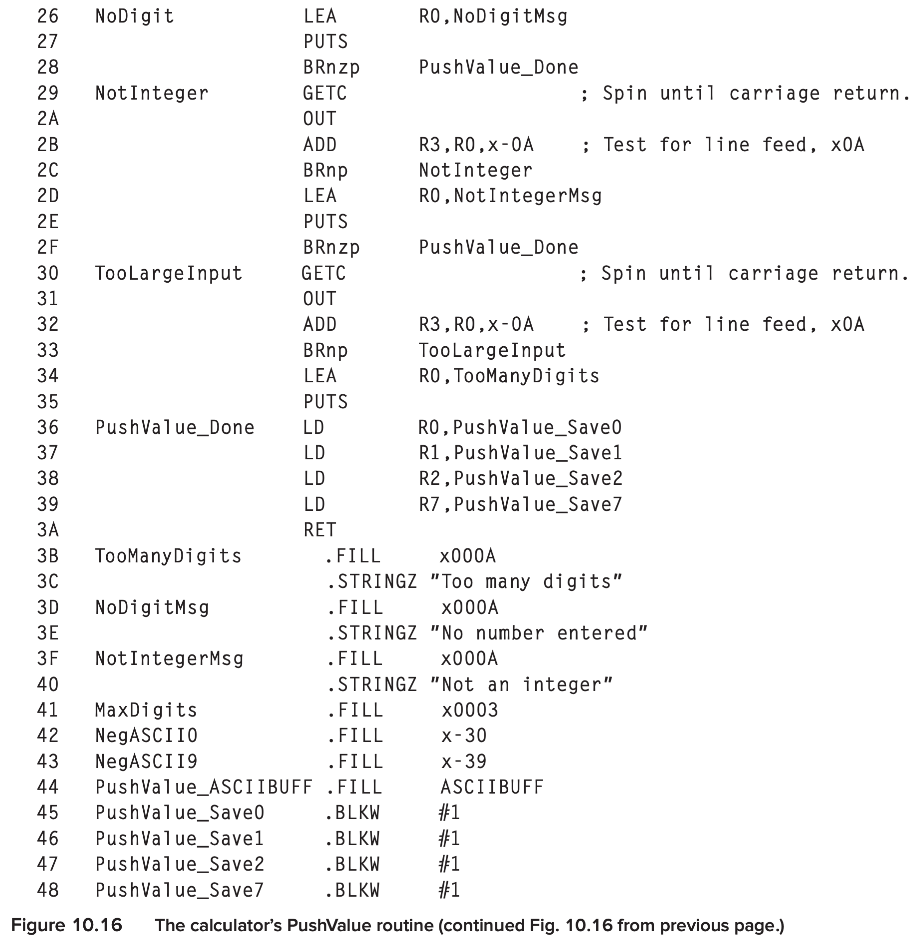 26 NoDigit LEA R0,NoDigitMsg
27 PUTS
28 BRnzp PushValue_Done
29 NotInteger GETC ; Spin until carriage return.
2A OUT
2B ADD R3,R0,x-0A ; Test for line feed, x0A
2C BRnp NotInteger
2D LEA R0,NotIntegerMsg
2E PUTS
2F BRnzp PushValue_Done
30 TooLargeInput GETC ; Spin until carriage return.
31 OUT
32 ADD R3,R0,x-0A ; Test for line feed, x0A
33 BRnp TooLargeInput
34 LEA R0,TooManyDigits
35 PUTS
36 PushValue_Done LD R0,PushValue_Save0
37 LD R1,PushValue_Save1
38 LD R2,PushValue_Save2
39 LD R7,PushValue_Save7
3A RET
3B TooManyDigits .FILL x000A
3C .STRINGZ "Too many digits"
3D NoDigitMsg .FILL x000A
3E .STRINGZ "No number entered"
3F NotIntegerMsg .FILL x000A
40 .STRINGZ "Not an integer"
41 MaxDigits .FILL x0003
42 NegASCII0 .FILL x-30
43 NegASCII9 .FILL x-39
44 PushValue_ASCIIBUFF .FILL ASCIIBUFF
45 PushValue_Save0 .BLKW #1
46 PushValue_Save1 .BLKW #1
47 PushValue_Save2 .BLKW #1
48 PushValue_Save7 .BLKW #1
Figure 10.16 The calculator's PushValue routine (continued Fig. 10.16 from previous page.)